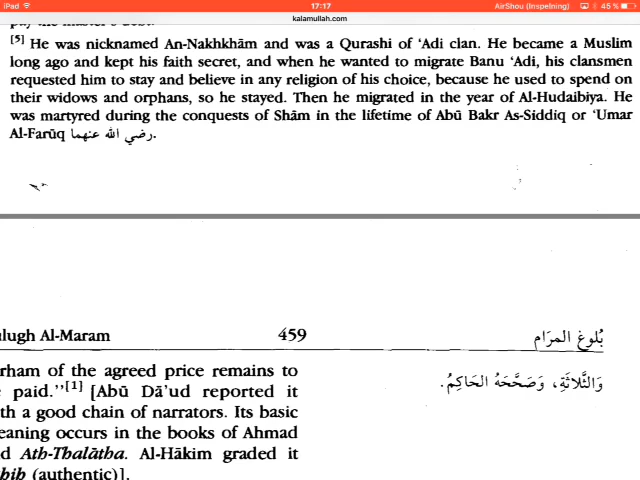 iPad 17:17 AirShou (Inspelning) 45 %
kalamullah.com
[5] He was nicknamed An-Nakhkhām and was a Qurashi of 'Adi clan. He became a Muslim
long ago and kept his faith secret, and when he wanted to migrate Banu 'Adi, his clansmen
requested him to stay and believe in any religion of his choice, because he used to spend on
their widows and orphans, so he stayed. Then he migrated in the year of Al-Hudaibiya. He
was martyred during the conquests of Shām in the lifetime of Abū Bakr As-Siddiq or 'Umar
Al-Farūq رضي الله عنهما.
ulugh Al-Maram 459 بُلوغ المرَام
rham of the agreed price remains to
paid.”[1] [Abū Dā'ud reported it
th a good chain of narrators. Its basic
eaning occurs in the books of Ahmad
d Ath-Thalātha. Al-Hākim graded it
hih (authentic)].
وَالثَّلاثَةِ، وَصَحَّحَهُ الحَاكِمُ.